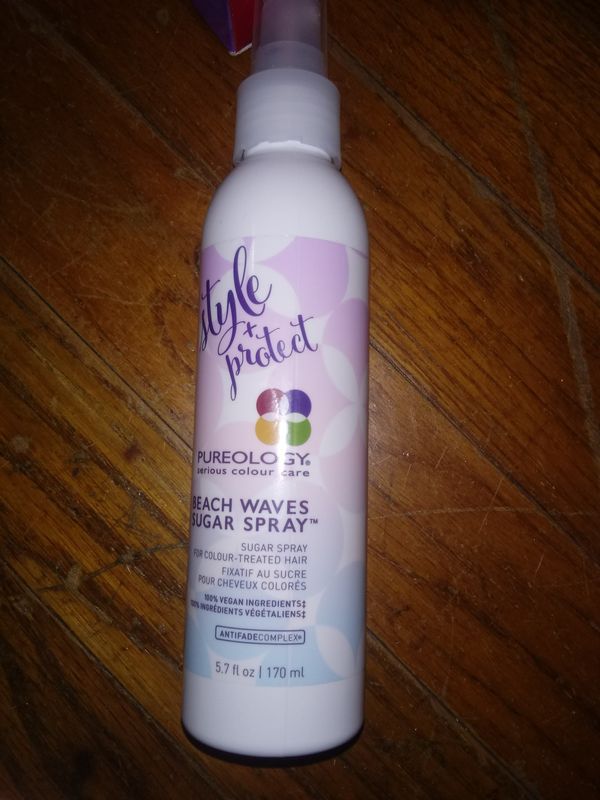 style
+
protect
PUREOLOGY®
serious colour care
BEACH WAVES
SUGAR SPRAY™
SUGAR SPRAY
FOR COLOUR-TREATED HAIR
FIXATIF AU SUCRE
POUR CHEVEUX COLORÉS
100% VEGAN INGREDIENTS‡
100% INGRÉDIENTS VÉGÉTALIENS‡
ANTIFADECOMPLEX®
5.7 fl oz | 170 ml